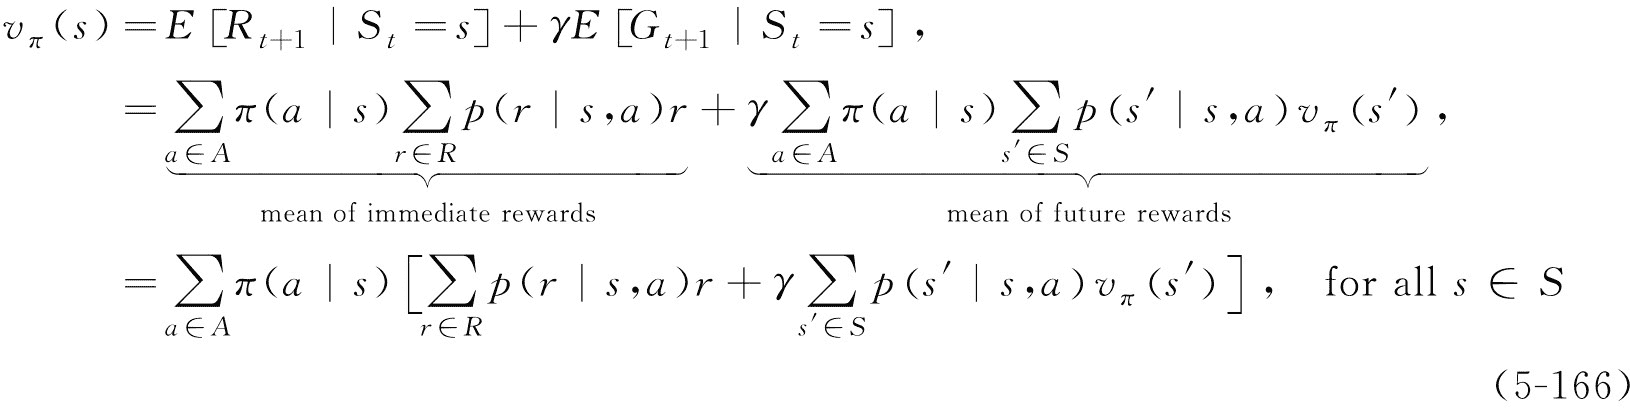 v_π(s)=E[R_{t+1} | S_t=s]+γE[G_{t+1} | S_t=s],
=∑_{a∈A} π(a | s)∑_{r∈R} p(r | s,a)r+γ∑_{a∈A} π(a | s)∑_{s′∈S} p(s′ | s,a)v_π(s′),
mean of immediate rewards mean of future rewards
=∑_{a∈A} π(a | s)[∑_{r∈R} p(r | s,a)r+γ∑_{s′∈S} p(s′ | s,a)v_π(s′)], for all s ∈ S
(5-166)